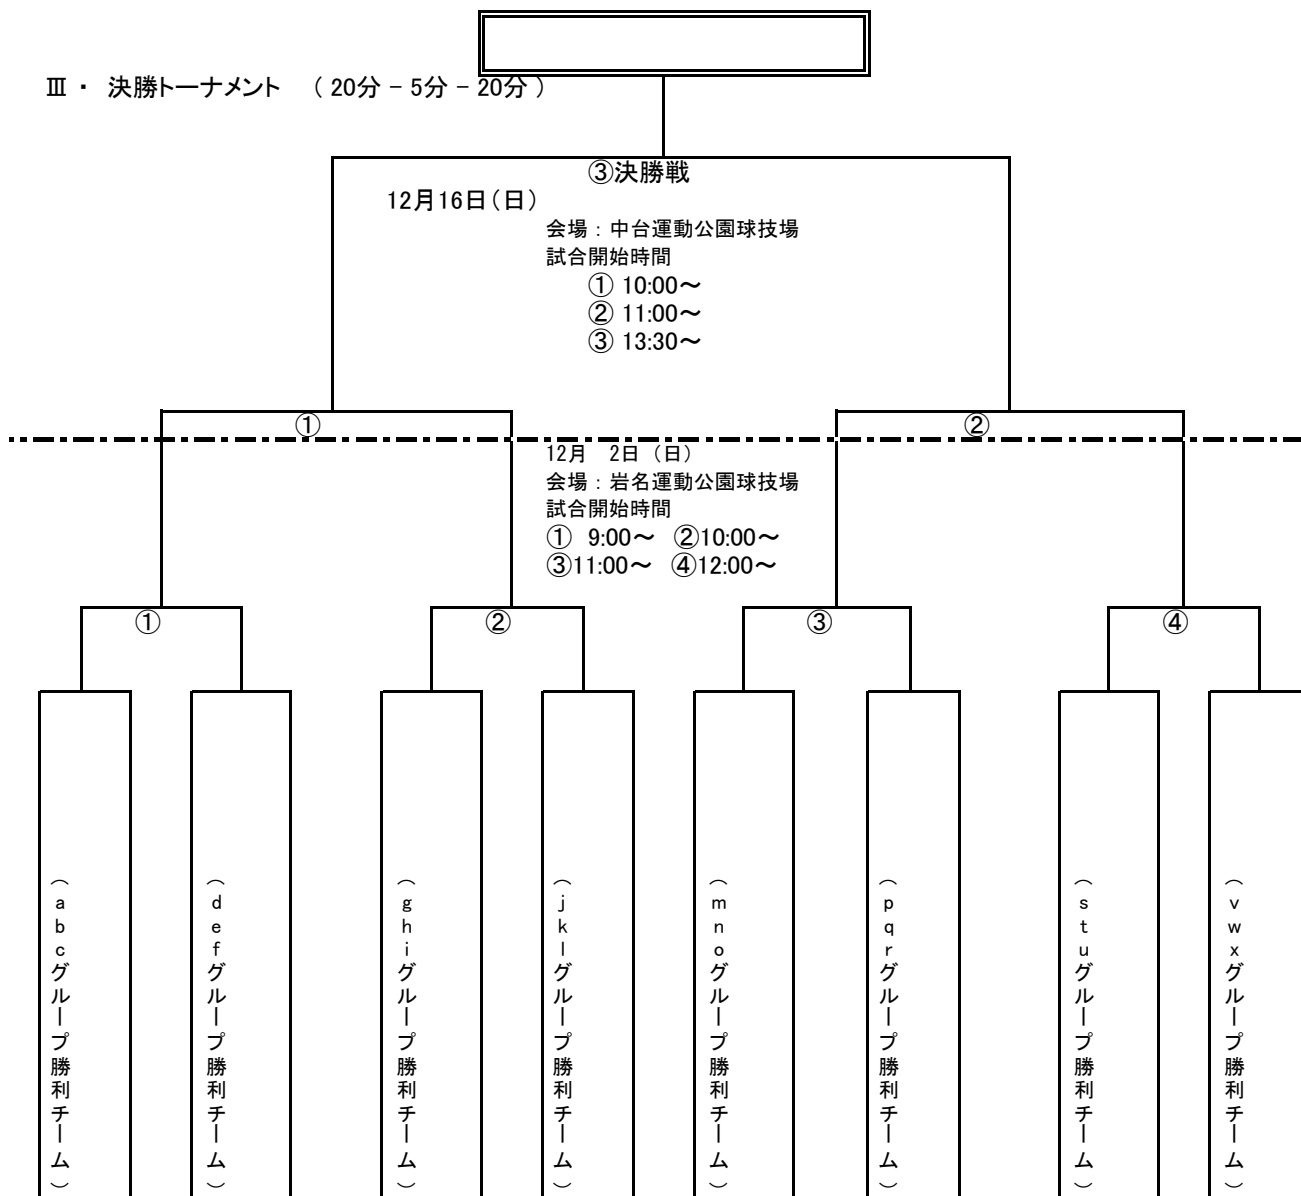 Ⅲ・ 決勝トーナメント （ 20分 － 5分 － 20分 ）
③決勝戦
12月16日（日）
会場：中台運動公園球技場
試合開始時間
① 10:00～
② 11:00～
③ 13:30～
① ②
12月 2日（日）
会場：岩名運動公園球技場
試合開始時間
① 9:00～ ②10:00～
③11:00～ ④12:00～
① ② ③ ④
（abcグループ勝利チーム）
（defグループ勝利チーム）
（ghiグループ勝利チーム）
（jklグループ勝利チーム）
（mnoグループ勝利チーム）
（pqrグループ勝利チーム）
（stuグループ勝利チーム）
（vwxグループ勝利チーム）